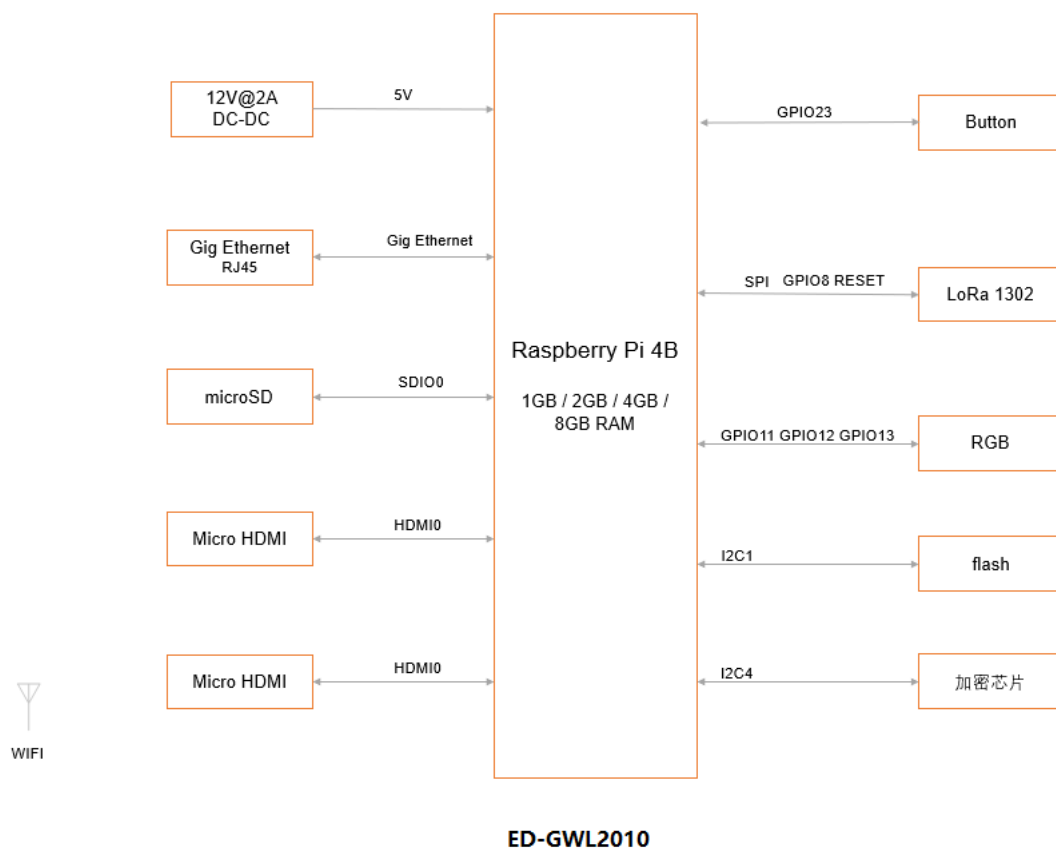 12V@2A
DC-DC
5V
GPIO23
Button
Gig Ethernet
RJ45
Gig Ethernet
SPI GPIO8 RESET
LoRa 1302
Raspberry Pi 4B
1GB / 2GB / 4GB /
8GB RAM
microSD
SDIO0
GPIO11 GPIO12 GPIO13
RGB
Micro HDMI
HDMI0
I2C1
flash
Micro HDMI
HDMI0
I2C4
加密芯片
WIFI
ED-GWL2010